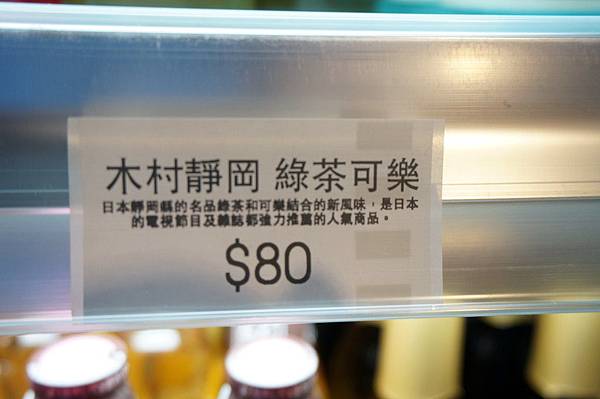 木村靜岡 綠茶可樂
日本靜岡縣的名品綠茶和可樂結合的新風味，是日本
的電視節目及雜誌都強力推薦的人氣商品。
$80